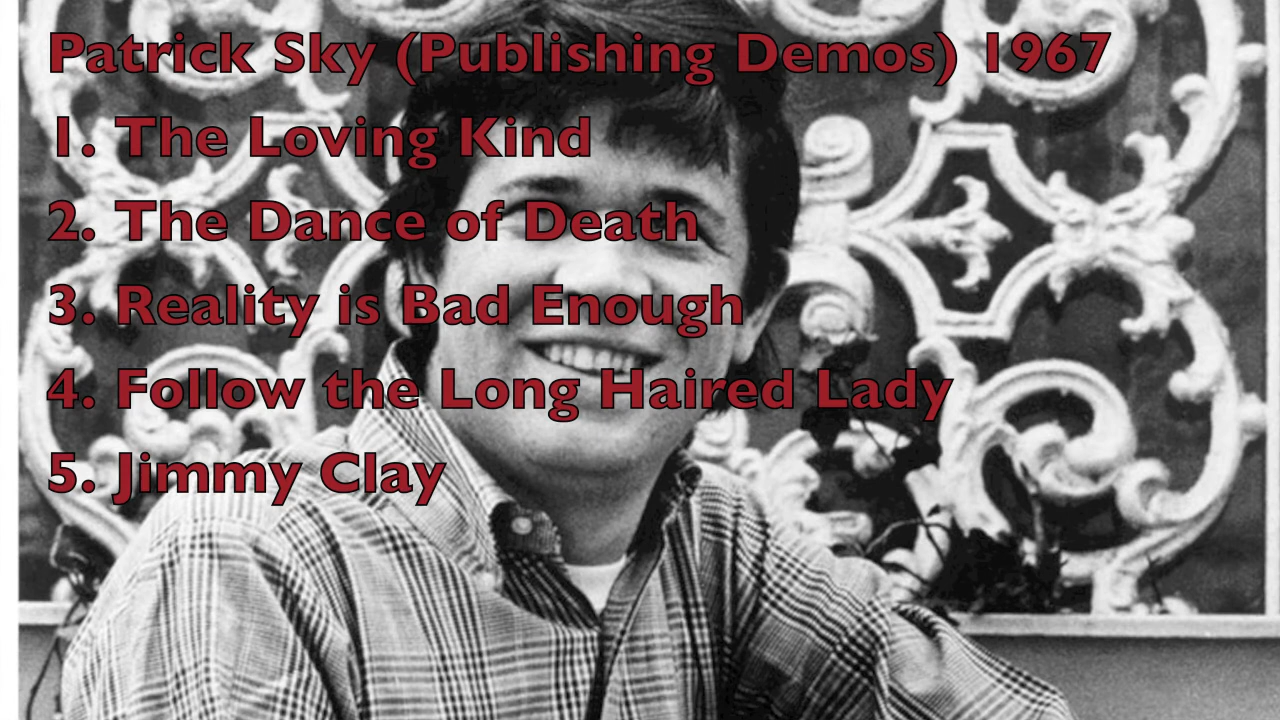 Patrick Sky (Publishing Demos) 1967
1. The Loving Kind
2. The Dance of Death
3. Reality is Bad Enough
4. Follow the Long Haired Lady
5. Jimmy Clay